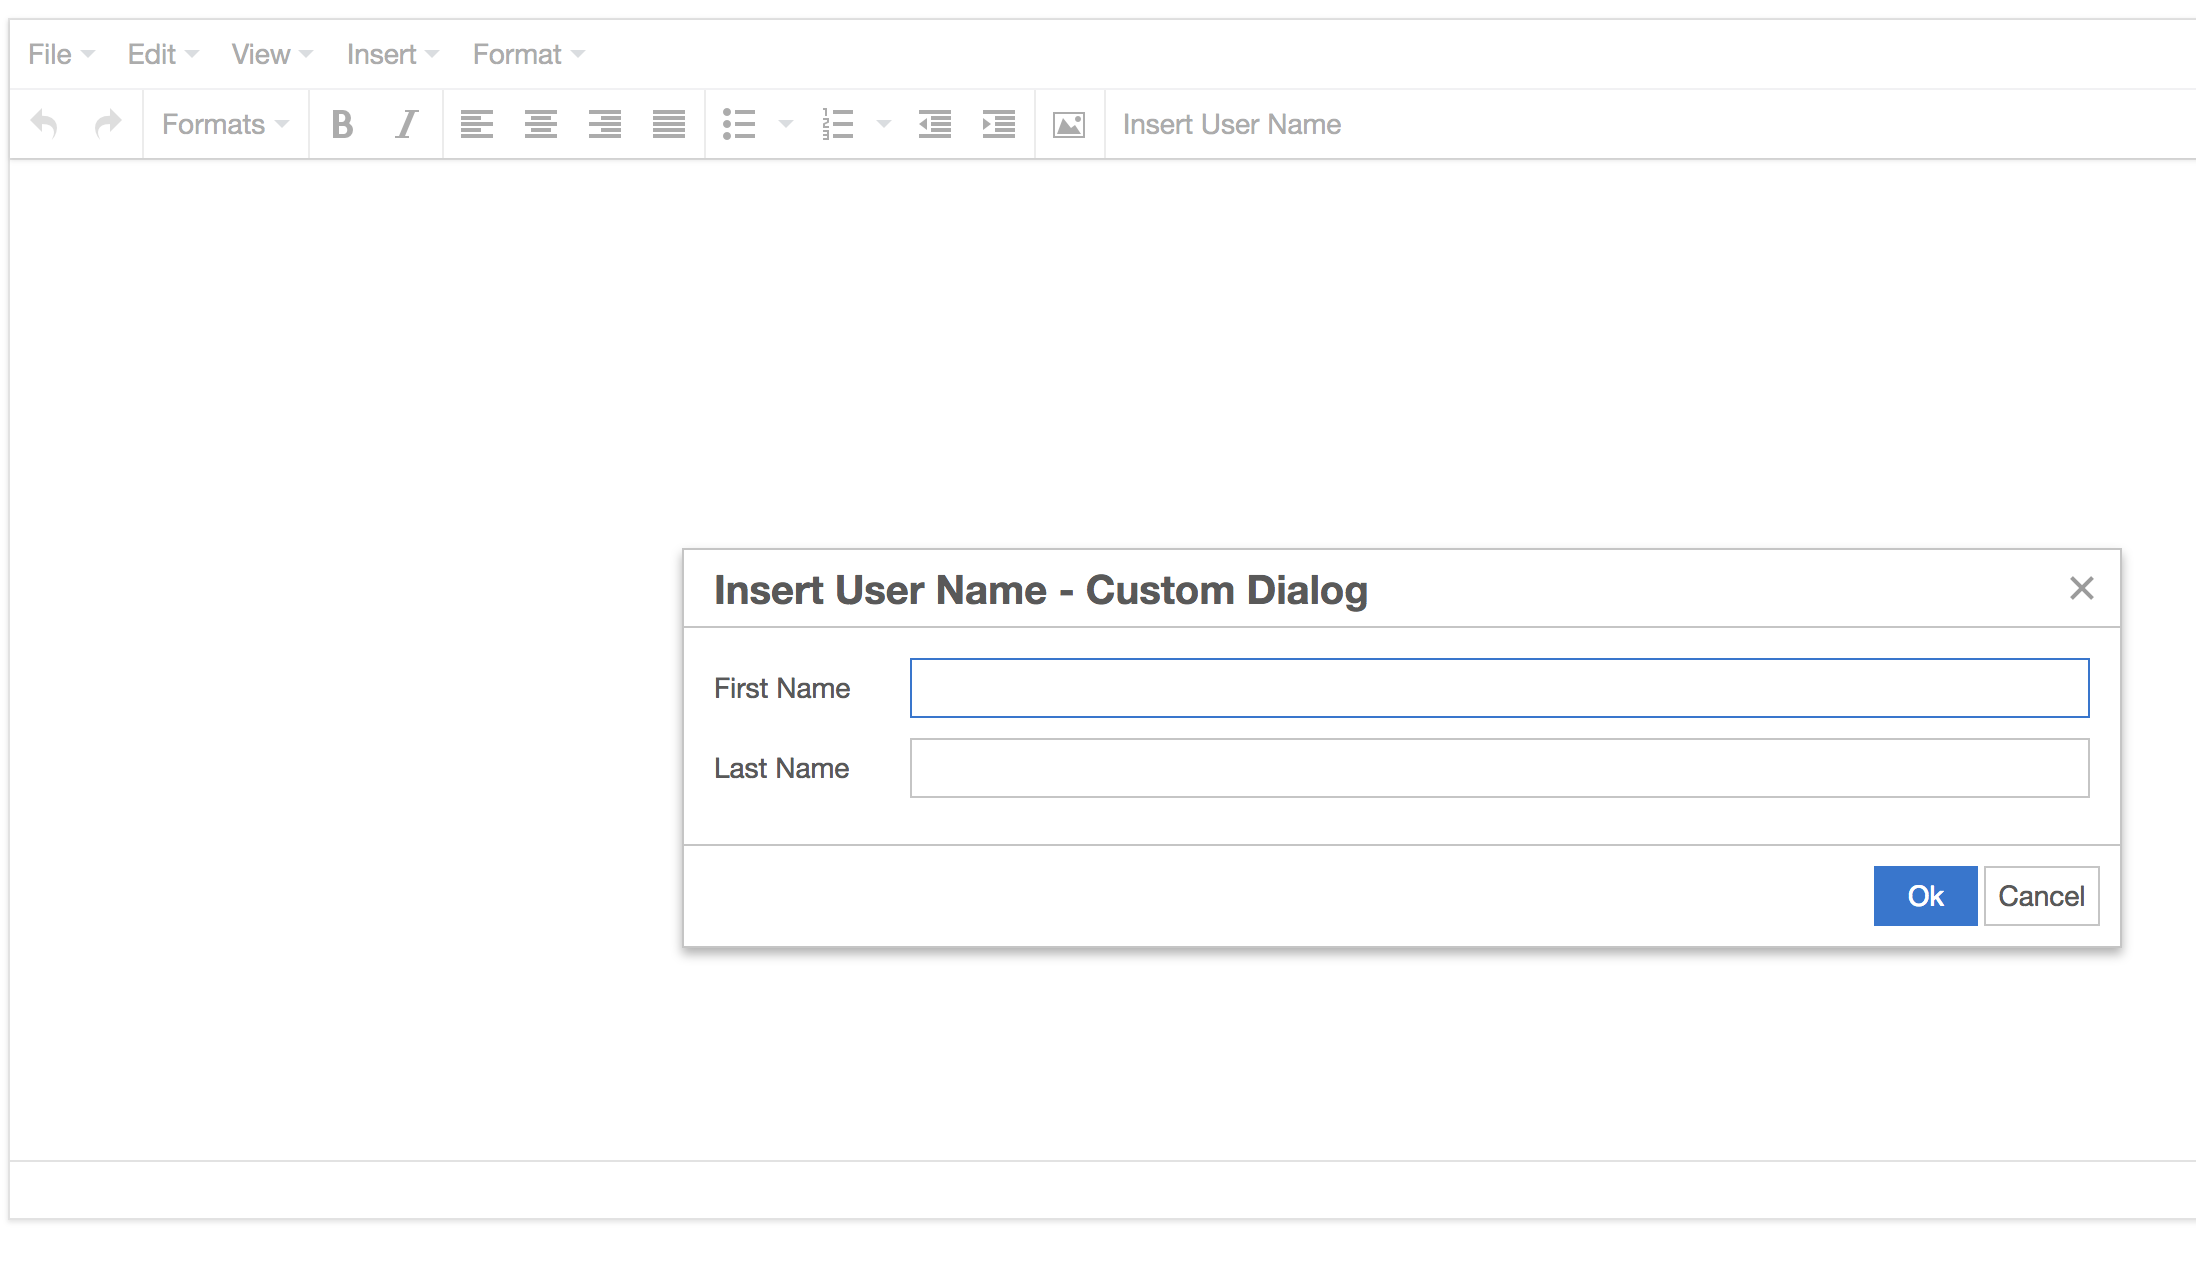 File Edit View Insert Format
Formats B I Insert User Name
Insert User Name - Custom Dialog
First Name
Last Name
Ok Cancel